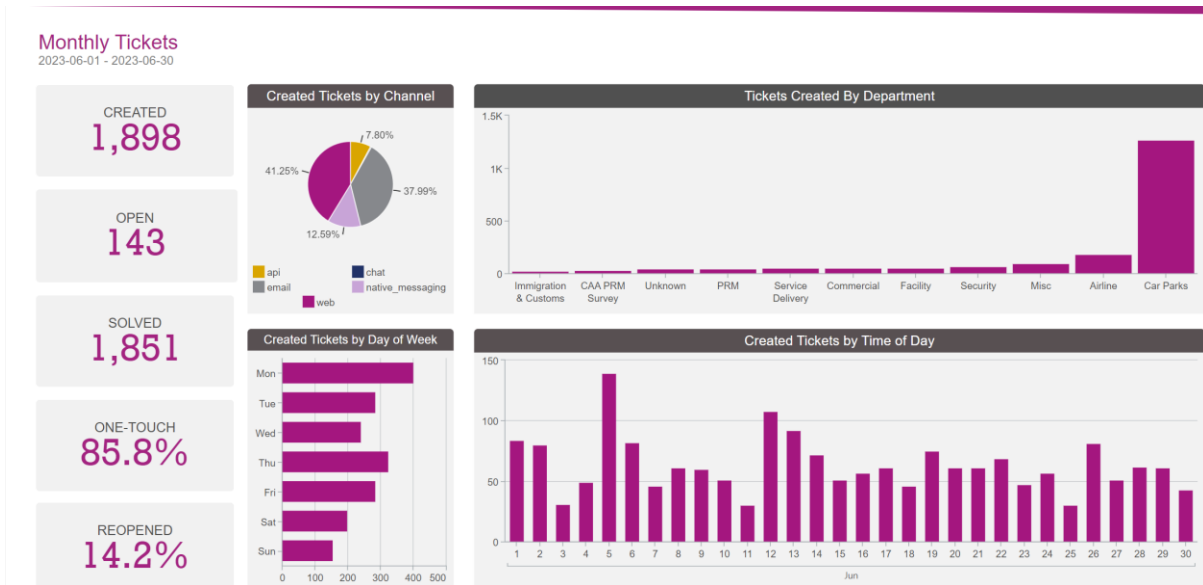 Monthly Tickets
2023-06-01 - 2023-06-30
CREATED
1,898
OPEN
143
SOLVED
1,851
ONE-TOUCH
85.8%
REOPENED
14.2%
Created Tickets by Channel
7.80%
41.25%
37.99%
12.59%
api
chat
email
native_messaging
web
Tickets Created By Department
1.5K
1K
500
0
Immigration & Customs
CAA PRM Survey
Unknown
PRM
Service Delivery
Commercial
Facility
Security
Misc
Airline
Car Parks
Created Tickets by Day of Week
Mon
Tue
Wed
Thu
Fri
Sat
Sun
0 100 200 300 400 500
Created Tickets by Time of Day
150
100
50
0
1 2 3 4 5 6 7 8 9 10 11 12 13 14 15 16 17 18 19 20 21 22 23 24 25 26 27 28 29 30
Jun